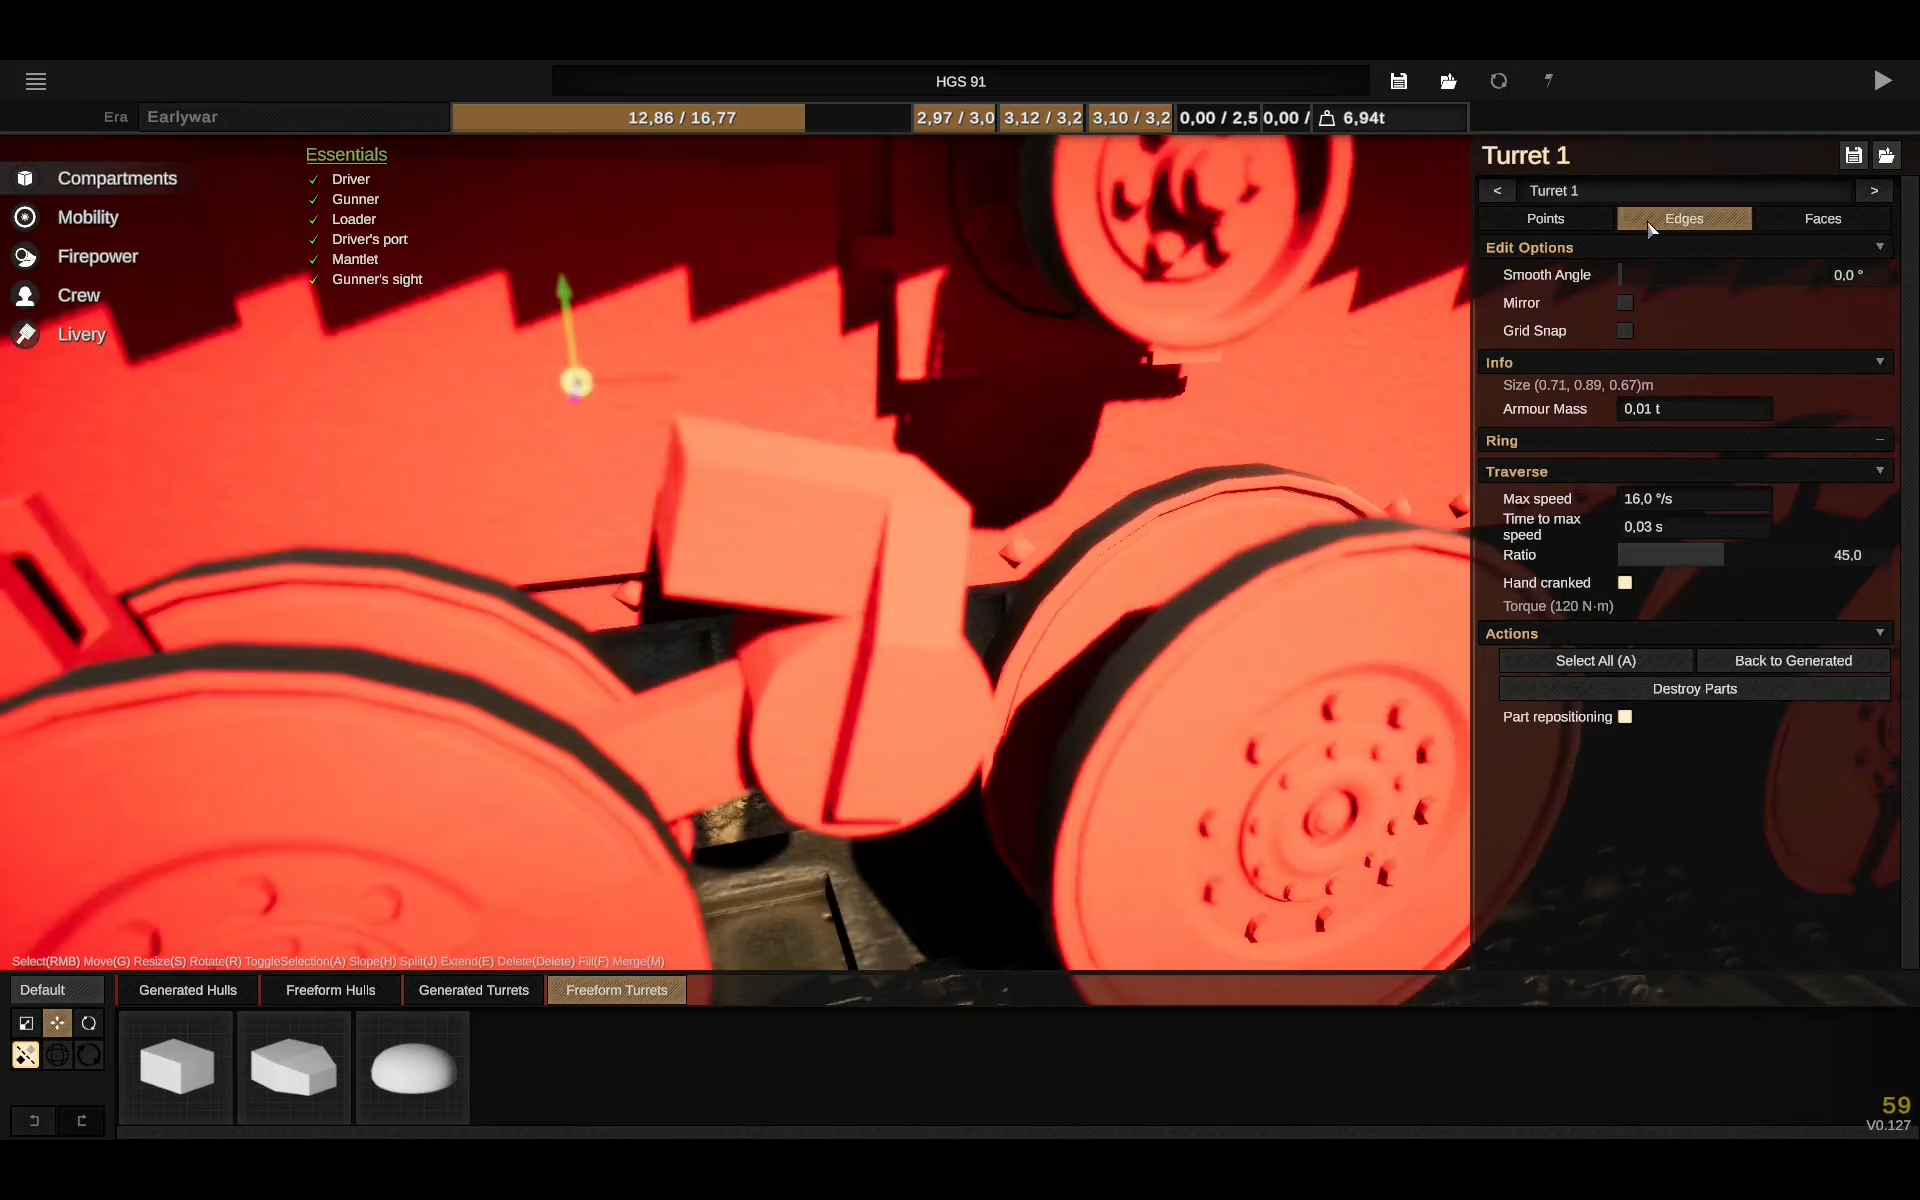 HGS 91
Era
Earlywar
12,86 / 16,77
2,97 / 3,0
3,12 / 3,2
3,10 / 3,2
0,00 / 2,5
0,00 /
6,94t
Compartments
Mobility
Firepower
Crew
Livery
Essentials
✓ Driver
✓ Gunner
✓ Loader
✓ Driver's port
✓ Mantlet
✓ Gunner's sight
Turret 1
< Turret 1 >
Points Edges Faces
Edit Options
Smooth Angle 0,0 °
Mirror
Grid Snap
Info
Size (0.71, 0.89, 0.67)m
Armour Mass 0,01 t
Ring
Traverse
Max speed 16,0 °/s
Time to max
speed
0,03 s
Ratio 45,0
Hand cranked
Torque (120 N·m)
Actions
Select All (A) Back to Generated
Destroy Parts
Part repositioning
Select(RMB) Move(G) Resize(S) Rotate(R) ToggleSelection(A) Slope(H) Split(J) Extend(E) Delete(Delete) Fill(F) Merge(M)
Default
Generated Hulls Freeform Hulls Generated Turrets Freeform Turrets
59
V0.127